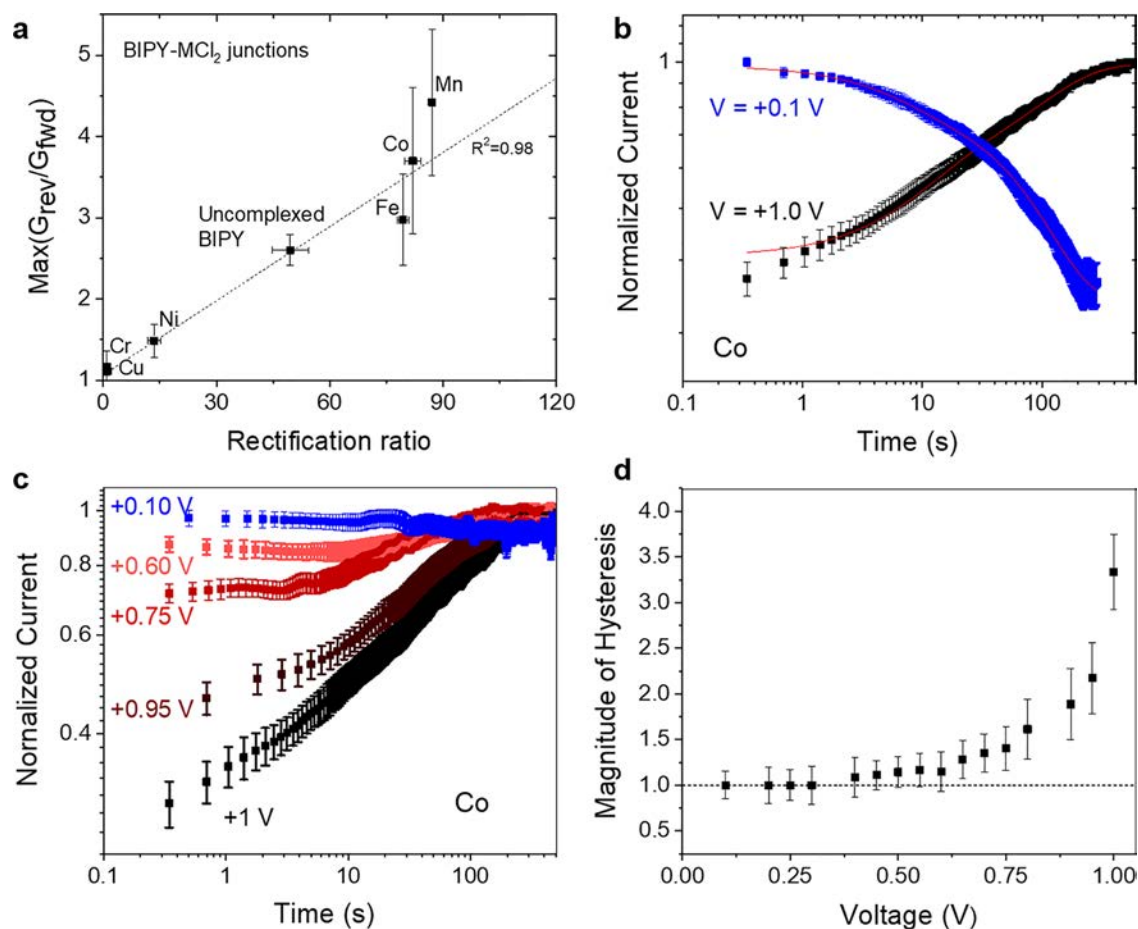 a
BIPY-MCl₂ junctions
Mn
Co
R²=0.98
Fe
Uncomplexed
BIPY
Ni
Cr
Cu
5
4
3
2
1
0
30
60
90
120
Max(G_rev/G_fwd)
Rectification ratio
b
1
V = +0.1 V
V = +1.0 V
Co
0.1
1
10
100
Normalized Current
Time (s)
c
+0.10 V
+0.60 V
+0.75 V
+0.95 V
+1 V
Co
1
0.8
0.6
0.4
0.1
1
10
100
Normalized Current
Time (s)
d
4.0
3.5
3.0
2.5
2.0
1.5
1.0
0.5
0.00
0.25
0.50
0.75
1.00
Magnitude of Hysteresis
Voltage (V)